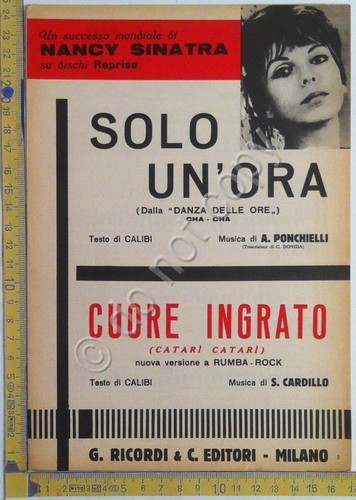 Un successo mondiale di
NANCY SINATRA
su dischi Reprise
SOLO
UN'ORA
(Dalla "DANZA DELLE ORE„)
CHA - CHA
Testo di CALIBI
Musica di A. PONCHIELLI
(Trascrizione di C. DONIDA)
CUORE INGRATO
(CATARÌ CATARÌ)
nuova versione a RUMBA-ROCK
Testo di CALIBI
Musica di S. CARDILLO
G. RICORDI & C. EDITORI - MILANO